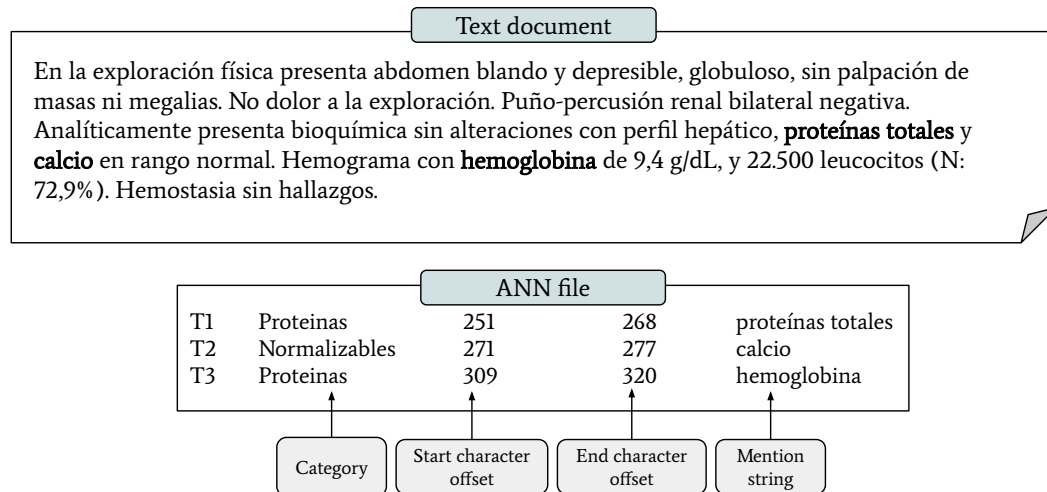 Text document
En la exploración física presenta abdomen blando y depresible, globuloso, sin palpación de
masas ni megalias. No dolor a la exploración. Puño-percusión renal bilateral negativa.
Analíticamente presenta bioquímica sin alteraciones con perfil hepático, proteínas totales y
calcio en rango normal. Hemograma con hemoglobina de 9,4 g/dL, y 22.500 leucocitos (N:
72,9%). Hemostasia sin hallazgos.
ANN file
T1 Proteinas 251 268 proteínas totales
T2 Normalizables 271 277 calcio
T3 Proteinas 309 320 hemoglobina
Category
Start character
offset
End character
offset
Mention
string